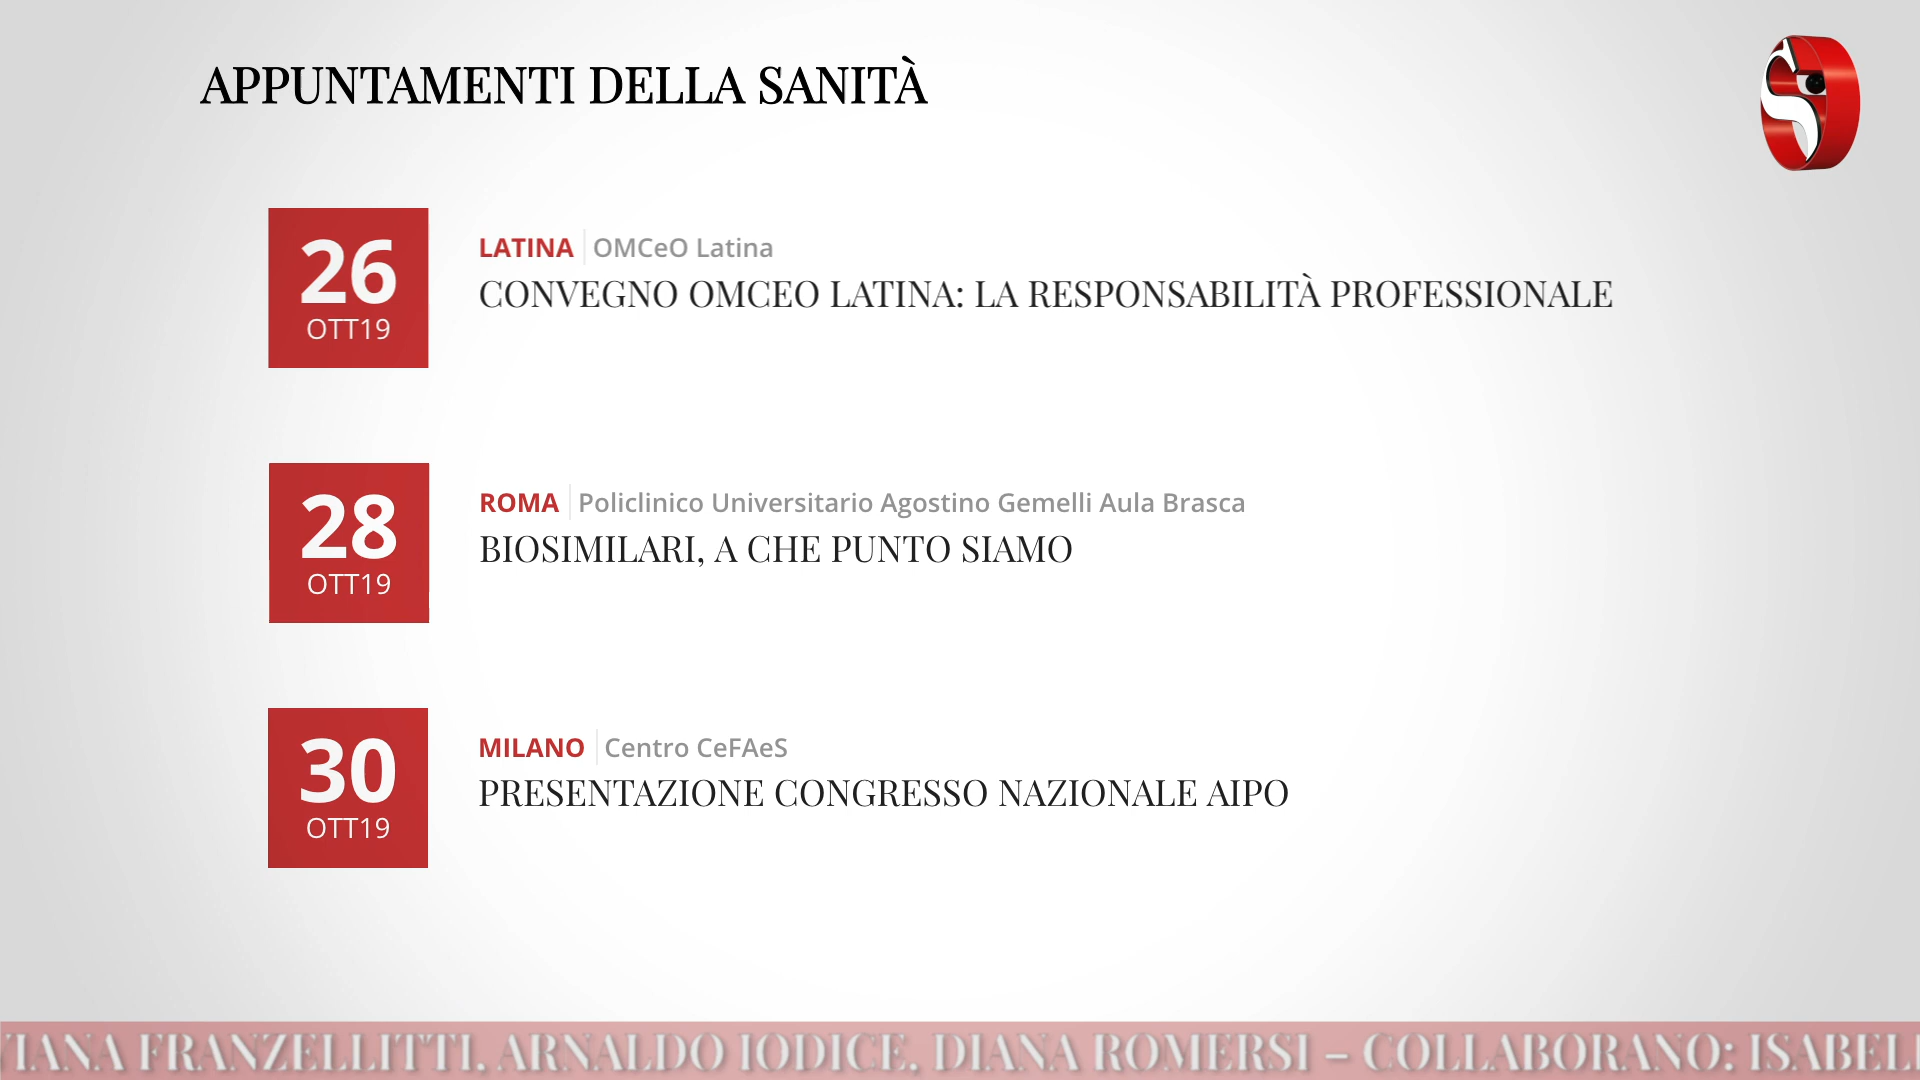 APPUNTAMENTI DELLA SANITÀ
26
OTT19
LATINA OMCeO Latina
CONVEGNO OMCEO LATINA: LA RESPONSABILITÀ PROFESSIONALE
28
OTT19
ROMA Policlinico Universitario Agostino Gemelli Aula Brasca
BIOSIMILARI, A CHE PUNTO SIAMO
30
OTT19
MILANO Centro CeFAeS
PRESENTAZIONE CONGRESSO NAZIONALE AIPO
FRANZELLITTI, ARNALDO IODICE, DIANA ROMERSI – COLLABORANO: